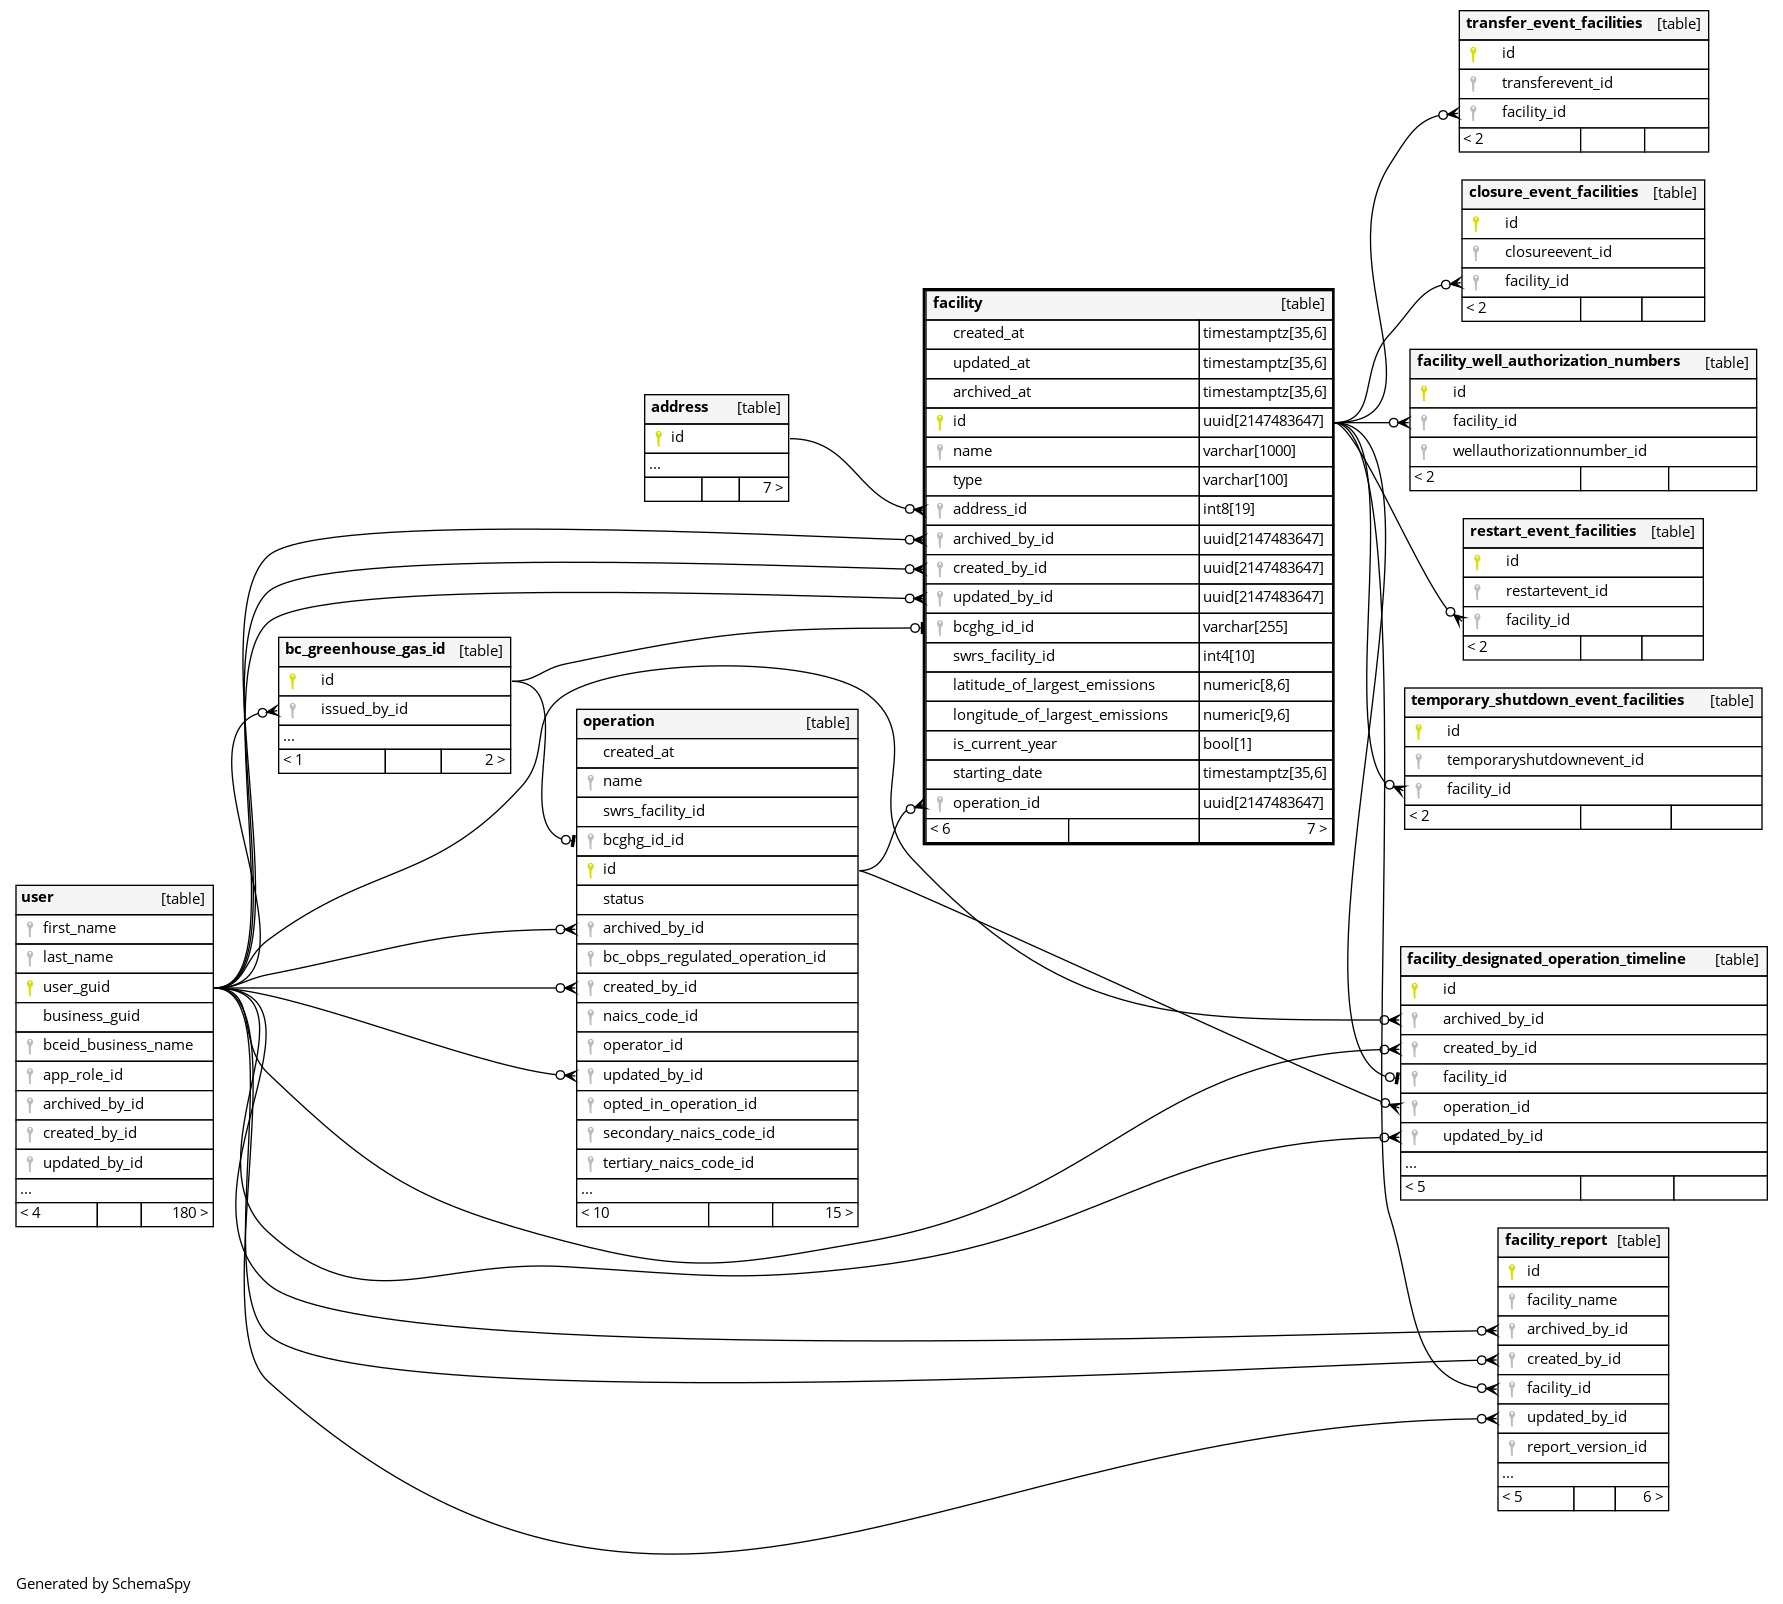 transfer_event_facilities [table]
id
transferevent_id
facility_id
< 2
closure_event_facilities [table]
id
closureevent_id
facility_id
< 2
facility [table]
created_at timestamptz[35,6]
updated_at timestamptz[35,6]
archived_at timestamptz[35,6]
id uuid[2147483647]
name varchar[1000]
type varchar[100]
address_id int8[19]
archived_by_id uuid[2147483647]
created_by_id uuid[2147483647]
updated_by_id uuid[2147483647]
bcghg_id_id varchar[255]
swrs_facility_id int4[10]
latitude_of_largest_emissions numeric[8,6]
longitude_of_largest_emissions numeric[9,6]
is_current_year bool[1]
starting_date timestamptz[35,6]
operation_id uuid[2147483647]
< 6 7 >
facility_well_authorization_numbers [table]
id
facility_id
wellauthorizationnumber_id
< 2
address [table]
id
...
7 >
restart_event_facilities [table]
id
restartevent_id
facility_id
< 2
bc_greenhouse_gas_id [table]
id
issued_by_id
...
< 1 2 >
temporary_shutdown_event_facilities [table]
id
temporaryshutdownevent_id
facility_id
< 2
operation [table]
created_at
name
swrs_facility_id
bcghg_id_id
id
status
archived_by_id
bc_obps_regulated_operation_id
created_by_id
naics_code_id
operator_id
updated_by_id
opted_in_operation_id
secondary_naics_code_id
tertiary_naics_code_id
...
< 10 15 >
user [table]
first_name
last_name
user_guid
business_guid
bceid_business_name
app_role_id
archived_by_id
created_by_id
updated_by_id
...
< 4 180 >
facility_designated_operation_timeline [table]
id
archived_by_id
created_by_id
facility_id
operation_id
updated_by_id
...
< 5
facility_report [table]
id
facility_name
archived_by_id
created_by_id
facility_id
updated_by_id
report_version_id
...
< 5 6 >
Generated by SchemaSpy